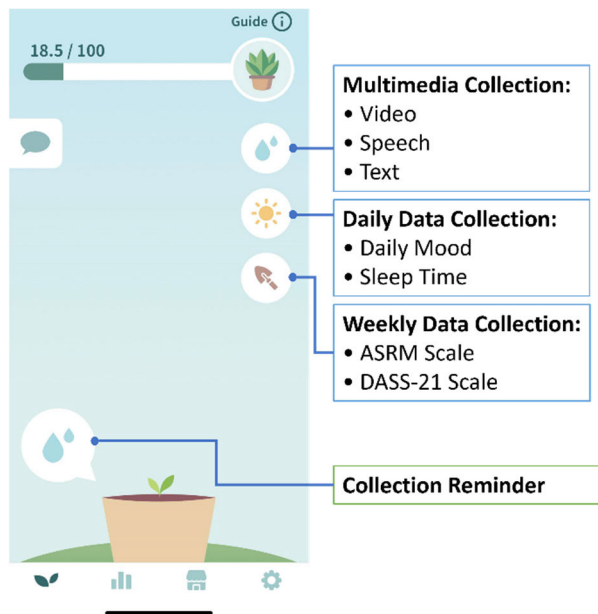 Guide i
18.5 / 100
Multimedia Collection:
• Video
• Speech
• Text
Daily Data Collection:
• Daily Mood
• Sleep Time
Weekly Data Collection:
• ASRM Scale
• DASS-21 Scale
Collection Reminder